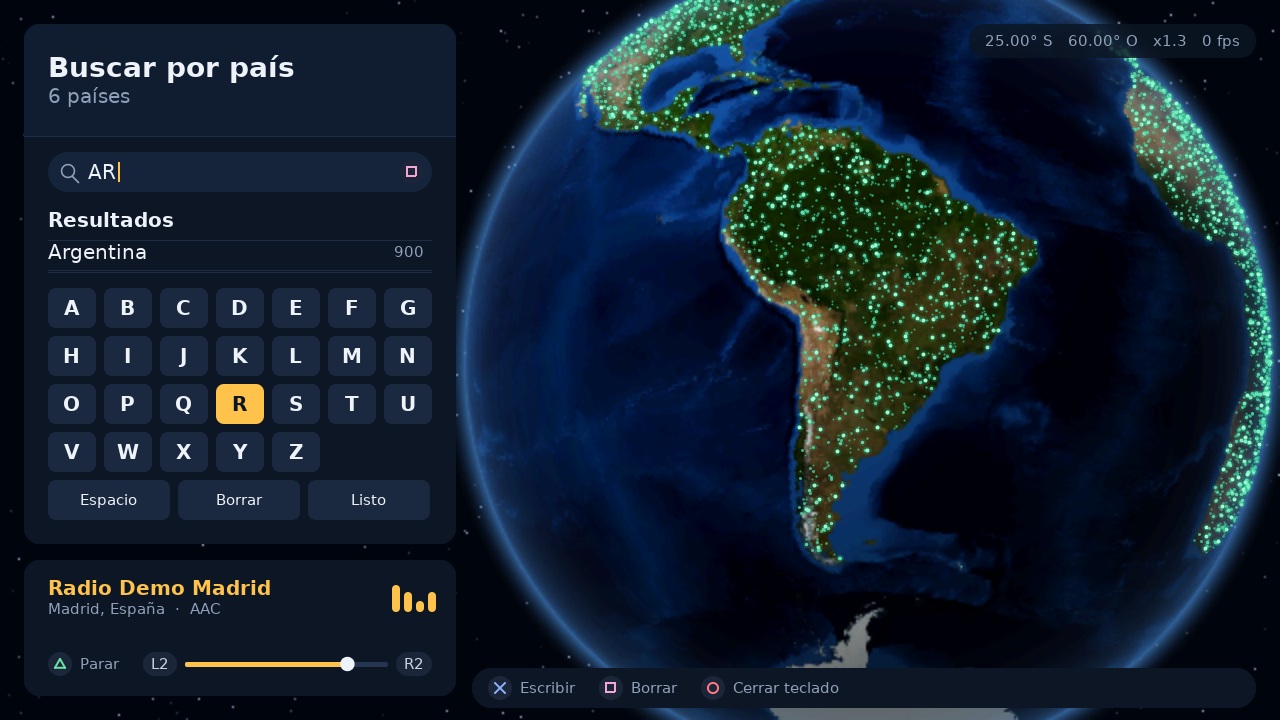 Buscar por país
6 países
AR
Resultados
Argentina 900
A B C D E F G
H I J K L M N
O P Q R S T U
V W X Y Z
Espacio Borrar Listo
Radio Demo Madrid
Madrid, España · AAC
Parar L2 R2
25.00° S 60.00° O x1.3 0 fps
Escribir Borrar Cerrar teclado